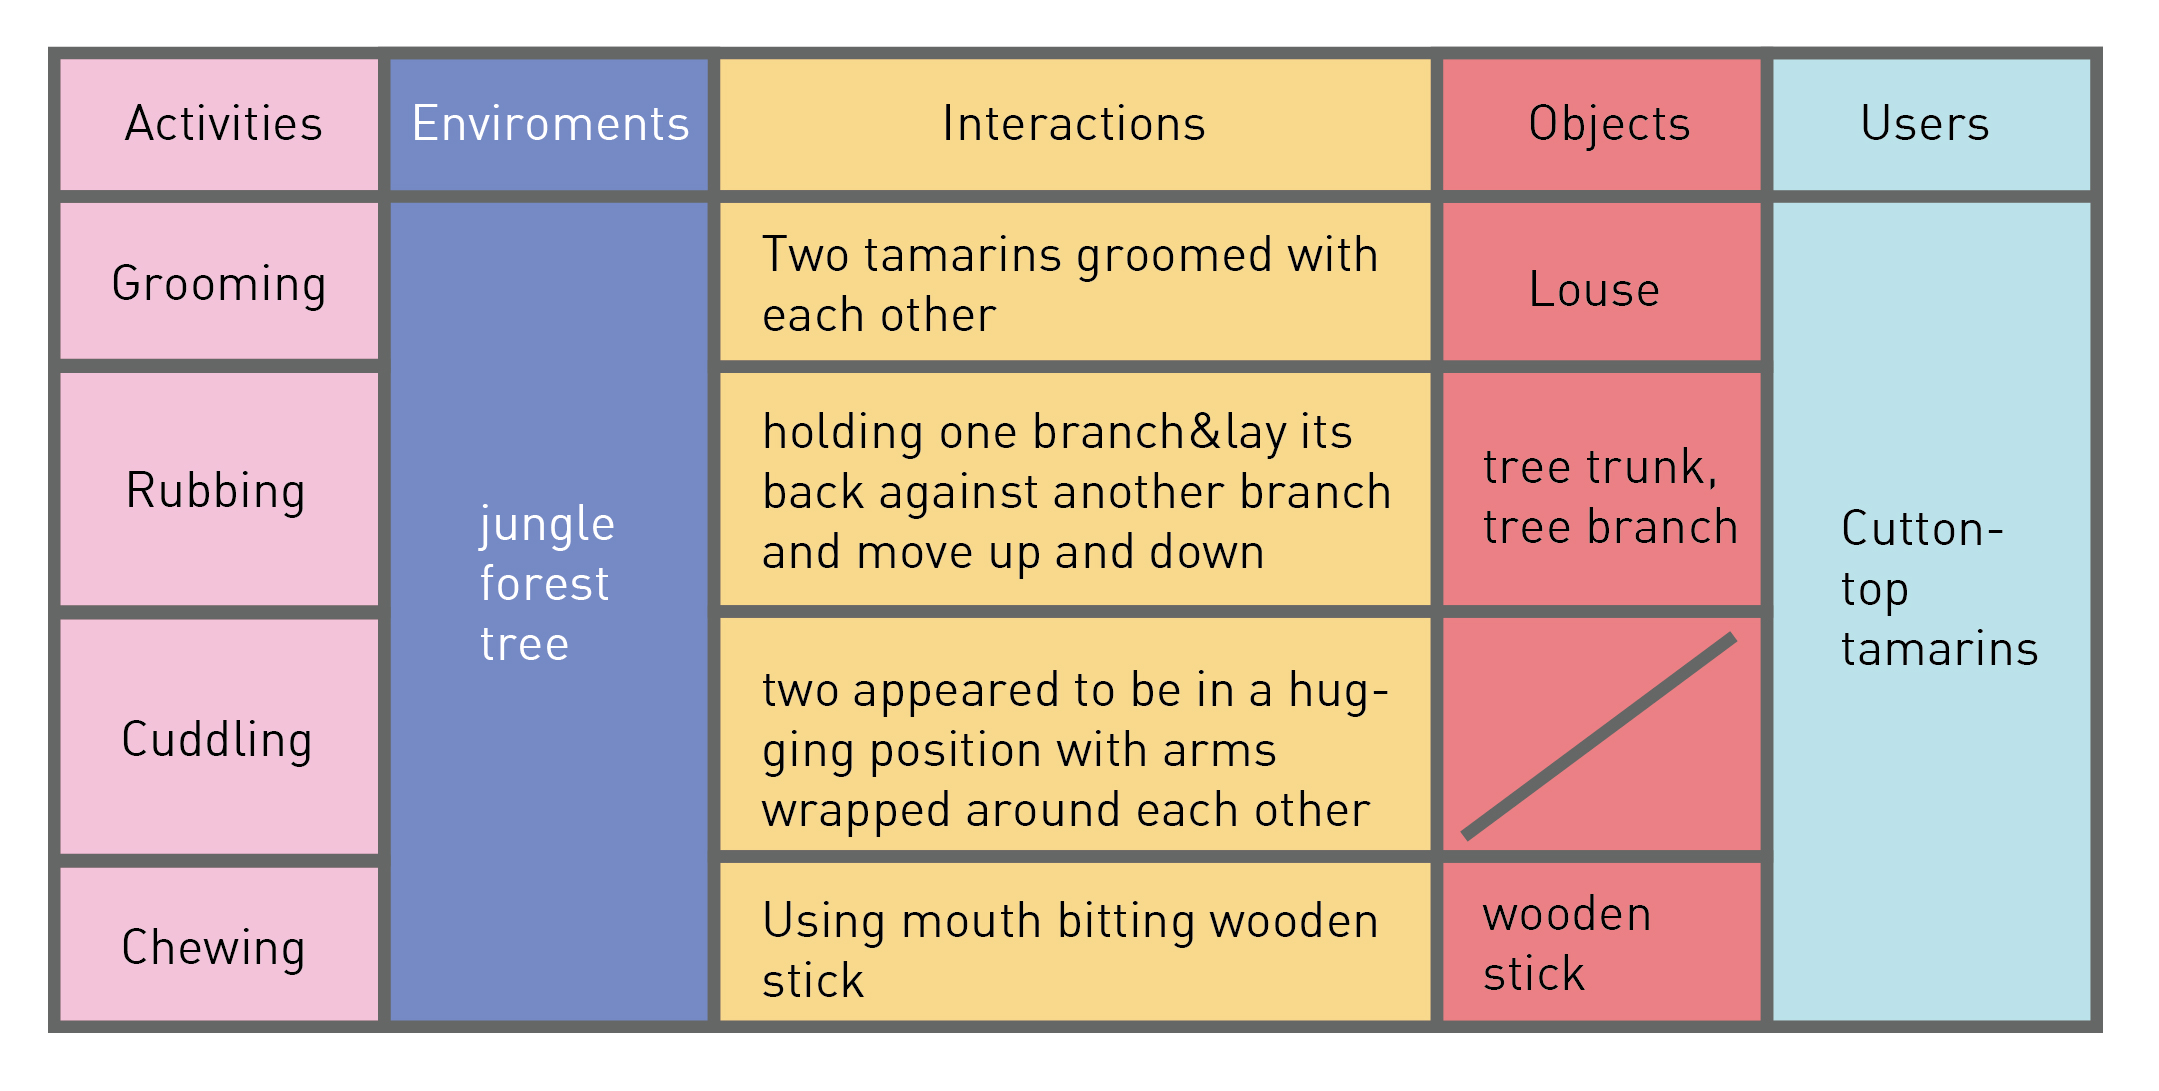 Activities
Enviroments
Interactions
Objects
Users
Grooming
jungle
forest
tree
Two tamarins groomed with
each other
Louse
Cutton-
top
tamarins
Rubbing
holding one branch&lay its
back against another branch
and move up and down
tree trunk,
tree branch
Cuddling
two appeared to be in a hug-
ging position with arms
wrapped around each other
Chewing
Using mouth bitting wooden
stick
wooden
stick